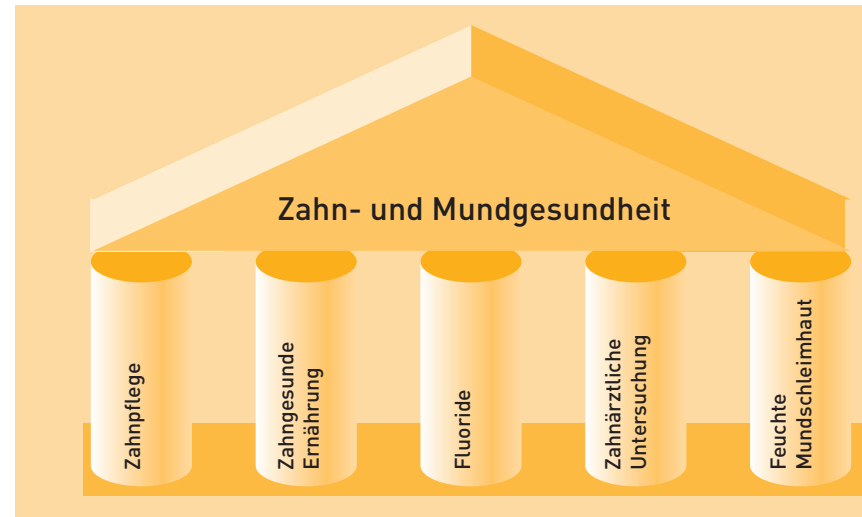 Zahn- und Mundgesundheit
Zahnpflege
Zahngesunde
Ernährung
Fluoride
Zahnärztliche
Untersuchung
Feuchte
Mundschleimhaut